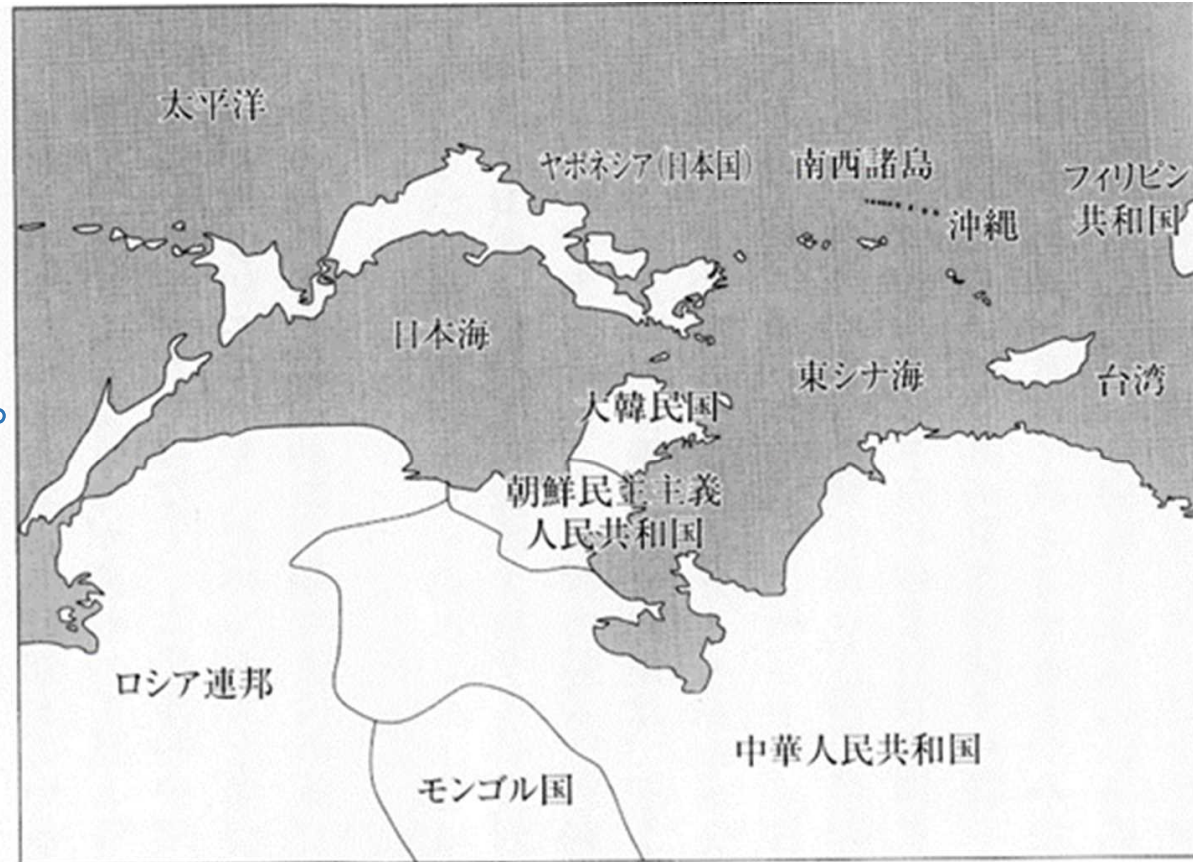 太平洋
ヤポネシア(日本国)
南西諸島
フィリピン
共和国
沖縄
日本海
東シナ海
台湾
大韓民国
朝鮮民主主義
人民共和国
ロシア連邦
中華人民共和国
モンゴル国